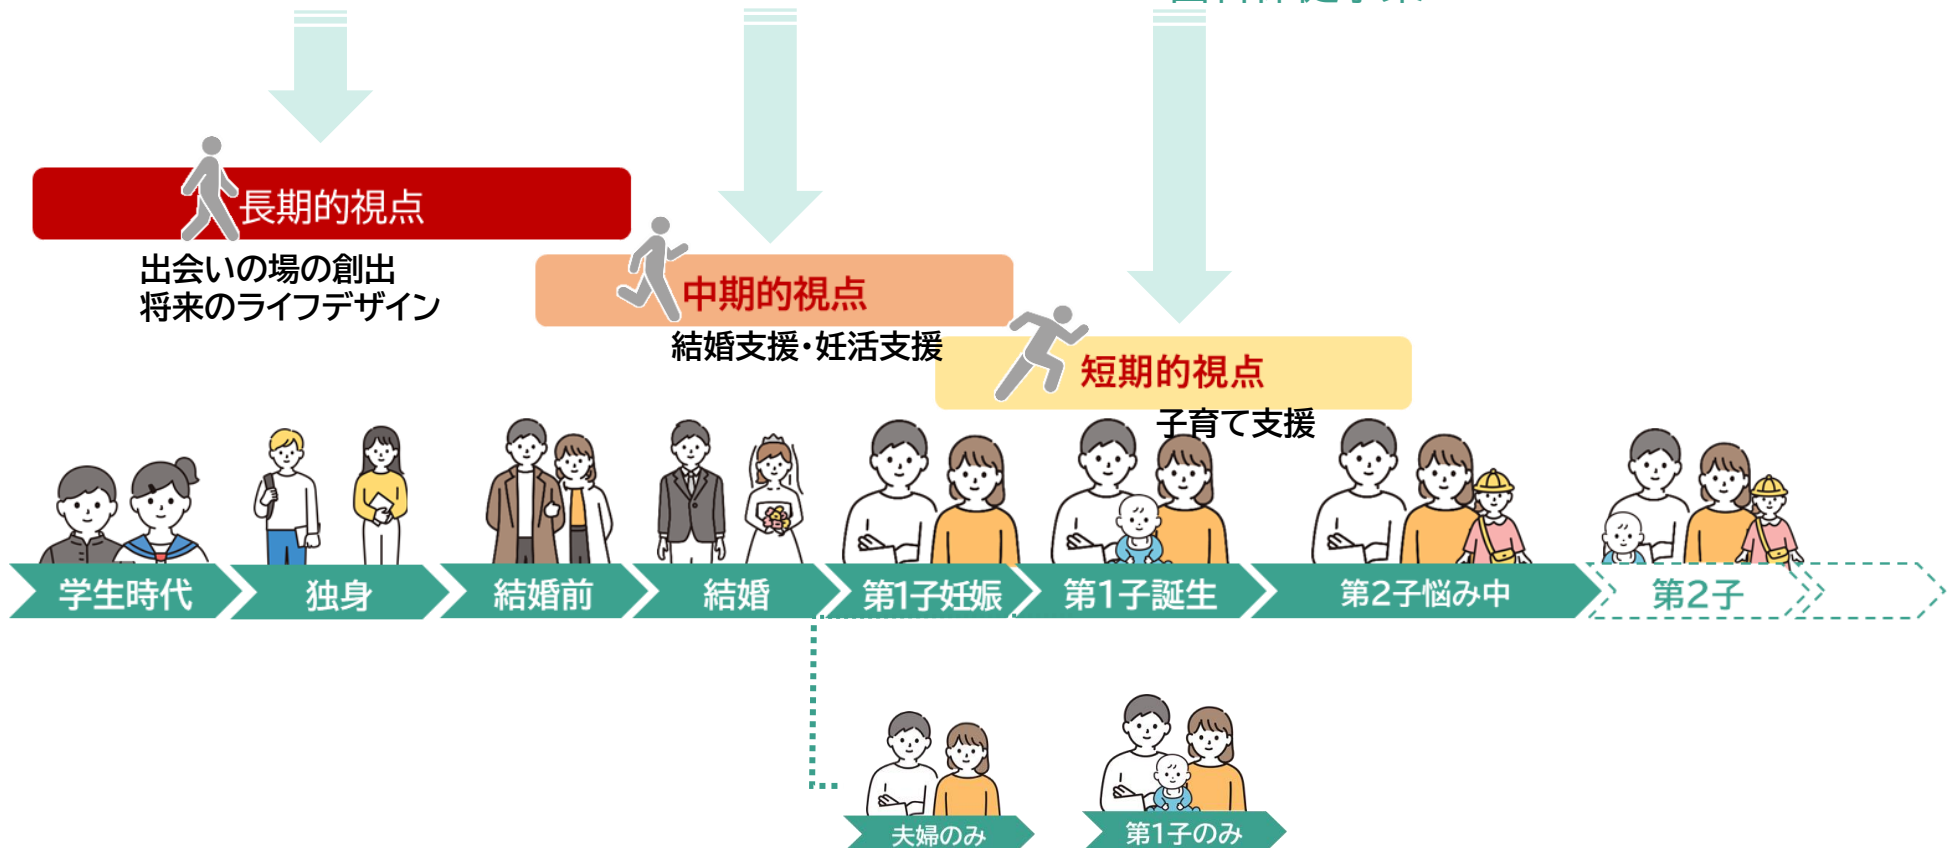 長期的視点
出会いの場の創出
将来のライフデザイン
中期的視点
結婚支援・妊活支援
短期的視点
子育て支援
学生時代
独身
結婚前
結婚
第1子妊娠
第1子誕生
第2子悩み中
第2子
夫婦のみ
第1子のみ